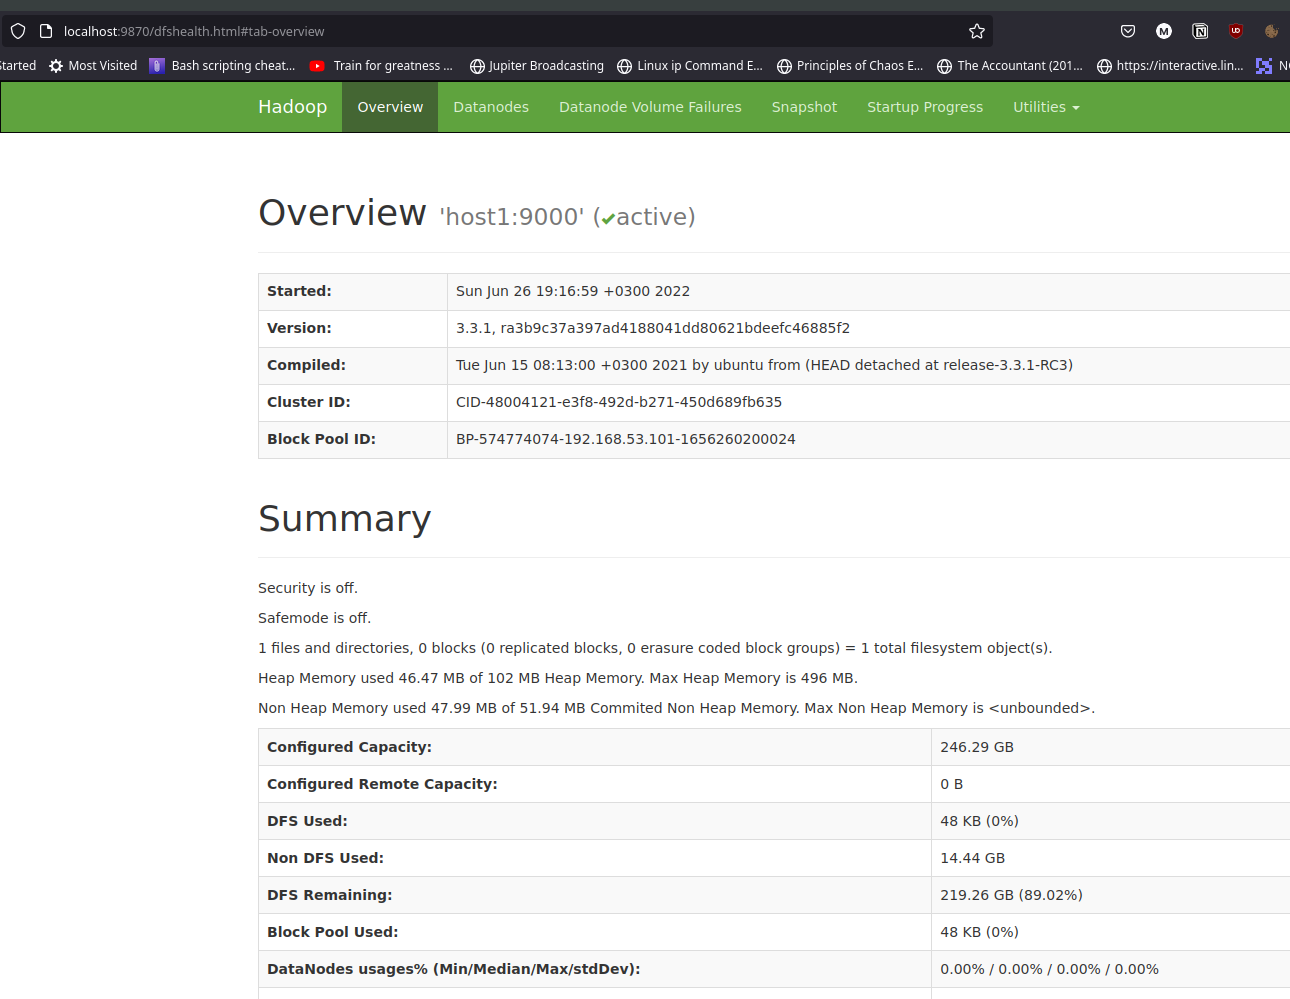 localhost:9870/dfshealth.html#tab-overview
tarted Most Visited Bash scripting cheat... Train for greatness ... Jupiter Broadcasting Linux ip Command E... Principles of Chaos E... The Accountant (201... https://interactive.lin...
Hadoop Overview Datanodes Datanode Volume Failures Snapshot Startup Progress Utilities
Overview 'host1:9000' (✔active)
Started: Sun Jun 26 19:16:59 +0300 2022
Version: 3.3.1, ra3b9c37a397ad4188041dd80621bdeefc46885f2
Compiled: Tue Jun 15 08:13:00 +0300 2021 by ubuntu from (HEAD detached at release-3.3.1-RC3)
Cluster ID: CID-48004121-e3f8-492d-b271-450d689fb635
Block Pool ID: BP-574774074-192.168.53.101-1656260200024
Summary
Security is off.
Safemode is off.
1 files and directories, 0 blocks (0 replicated blocks, 0 erasure coded block groups) = 1 total filesystem object(s).
Heap Memory used 46.47 MB of 102 MB Heap Memory. Max Heap Memory is 496 MB.
Non Heap Memory used 47.99 MB of 51.94 MB Commited Non Heap Memory. Max Non Heap Memory is <unbounded>.
Configured Capacity: 246.29 GB
Configured Remote Capacity: 0 B
DFS Used: 48 KB (0%)
Non DFS Used: 14.44 GB
DFS Remaining: 219.26 GB (89.02%)
Block Pool Used: 48 KB (0%)
DataNodes usages% (Min/Median/Max/stdDev): 0.00% / 0.00% / 0.00% / 0.00%